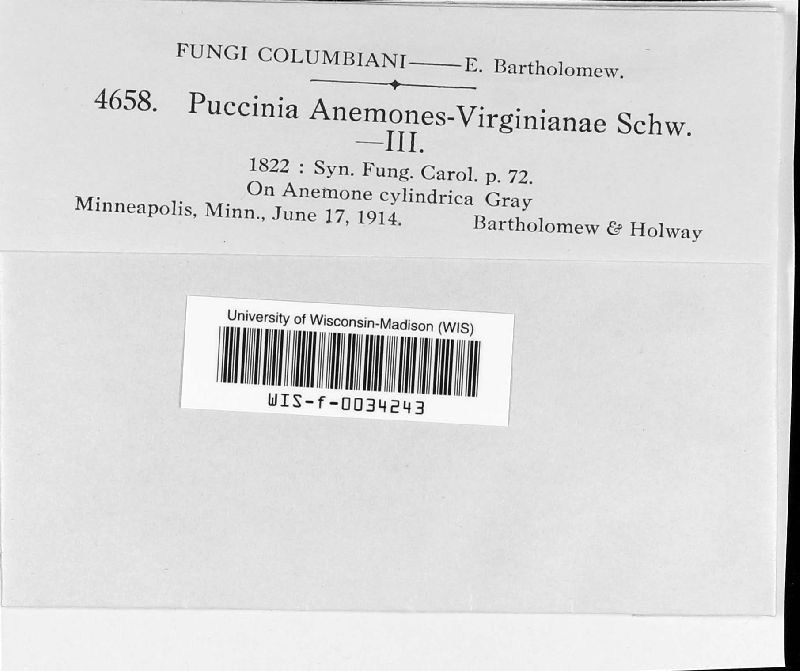 FUNGI COLUMBIANI——E. Bartholomew.
4658. Puccinia Anemones-Virginianae Schw.
—III.
1822 : Syn. Fung. Carol. p. 72.
On Anemone cylindrica Gray
Minneapolis, Minn., June 17, 1914. Bartholomew & Holway
University of Wisconsin-Madison (WIS)
WIS-f-0034243